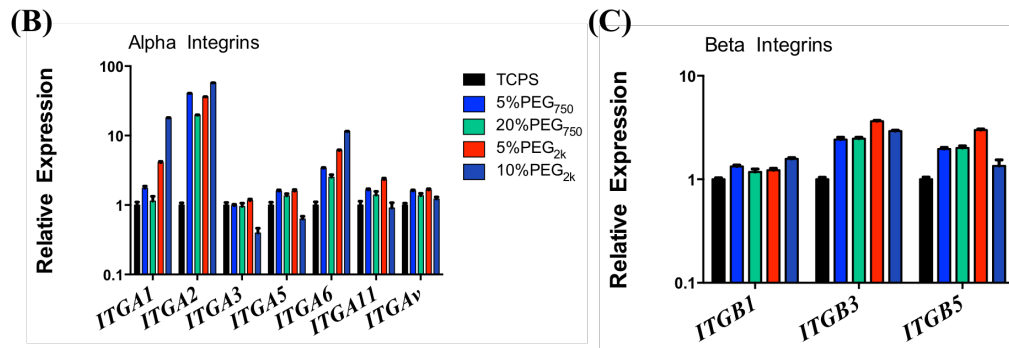 (B)
Alpha Integrins
Relative Expression
100
10
1
0.1
ITGA1
ITGA2
ITGA3
ITGA5
ITGA6
ITGA11
ITGAv
TCPS
5%PEG750
20%PEG750
5%PEG2k
10%PEG2k
(C)
Beta Integrins
Relative Expression
10
1
0.1
ITGB1
ITGB3
ITGB5